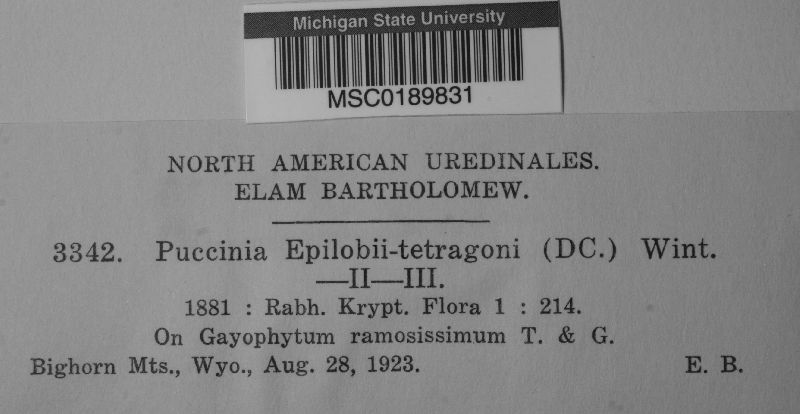 Michigan State University
MSC0189831
NORTH AMERICAN UREDINALES.
ELAM BARTHOLOMEW.
3342. Puccinia Epilobii-tetragoni (DC.) Wint.
—II—III.
1881 : Rabh. Krypt. Flora 1 : 214.
On Gayophytum ramosissimum T. & G.
Bighorn Mts., Wyo., Aug. 28, 1923. E. B.